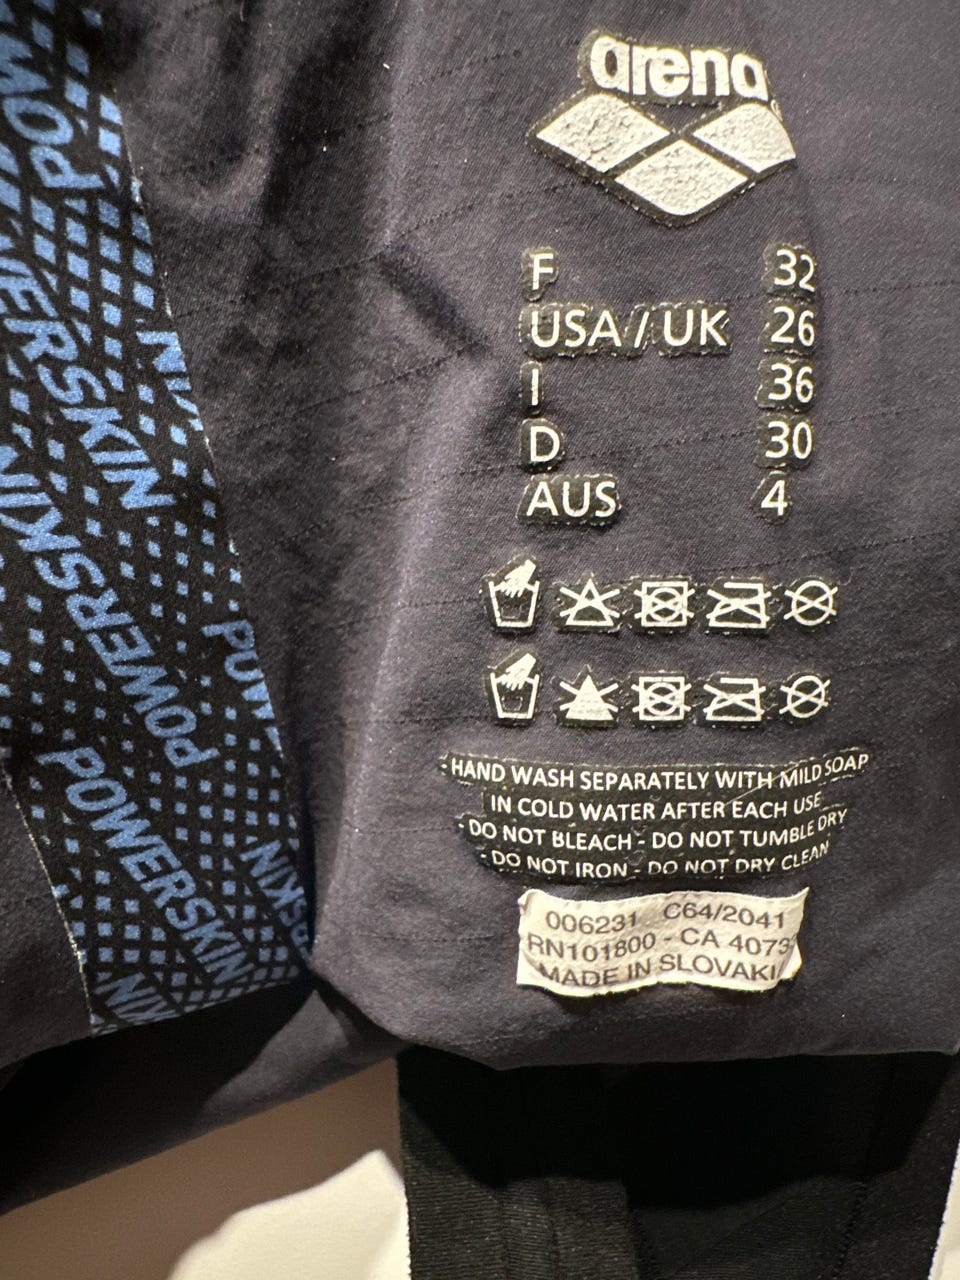 arena
F 32
USA / UK 26
I 36
D 30
AUS 4
- HAND WASH SEPARATELY WITH MILD SOAP
IN COLD WATER AFTER EACH USE
- DO NOT BLEACH - DO NOT TUMBLE DRY
- DO NOT IRON - DO NOT DRY CLEAN
006231 C64/2041
RN101800 - CA 4073
MADE IN SLOVAKI
POWERSKIN
POWERSKIN
POWERSKIN
POWERSKIN